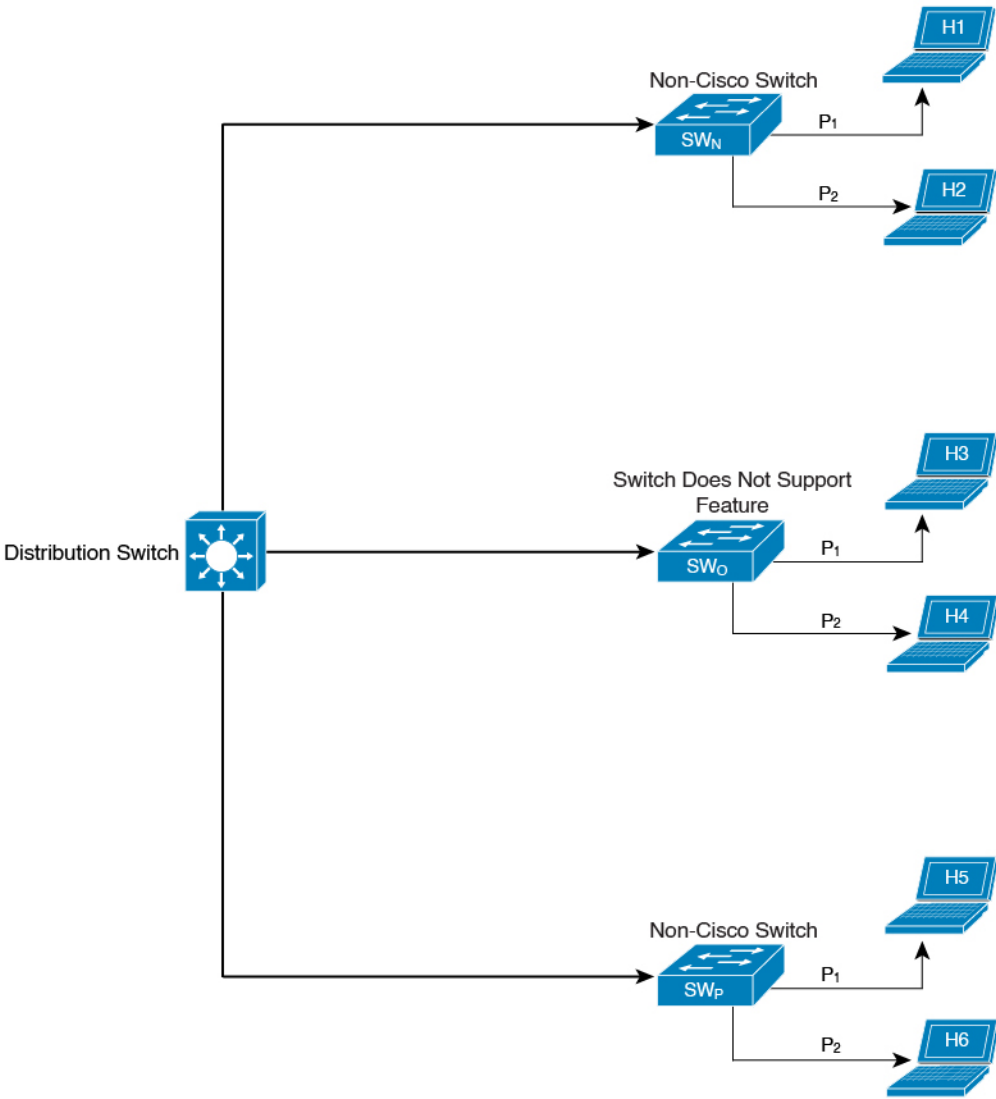 H1
Non-Cisco Switch
P1
SWN
P2
H2
H3
Switch Does Not Support
Feature
Distribution Switch
P1
SWO
P2
H4
H5
Non-Cisco Switch
P1
SWP
P2
H6